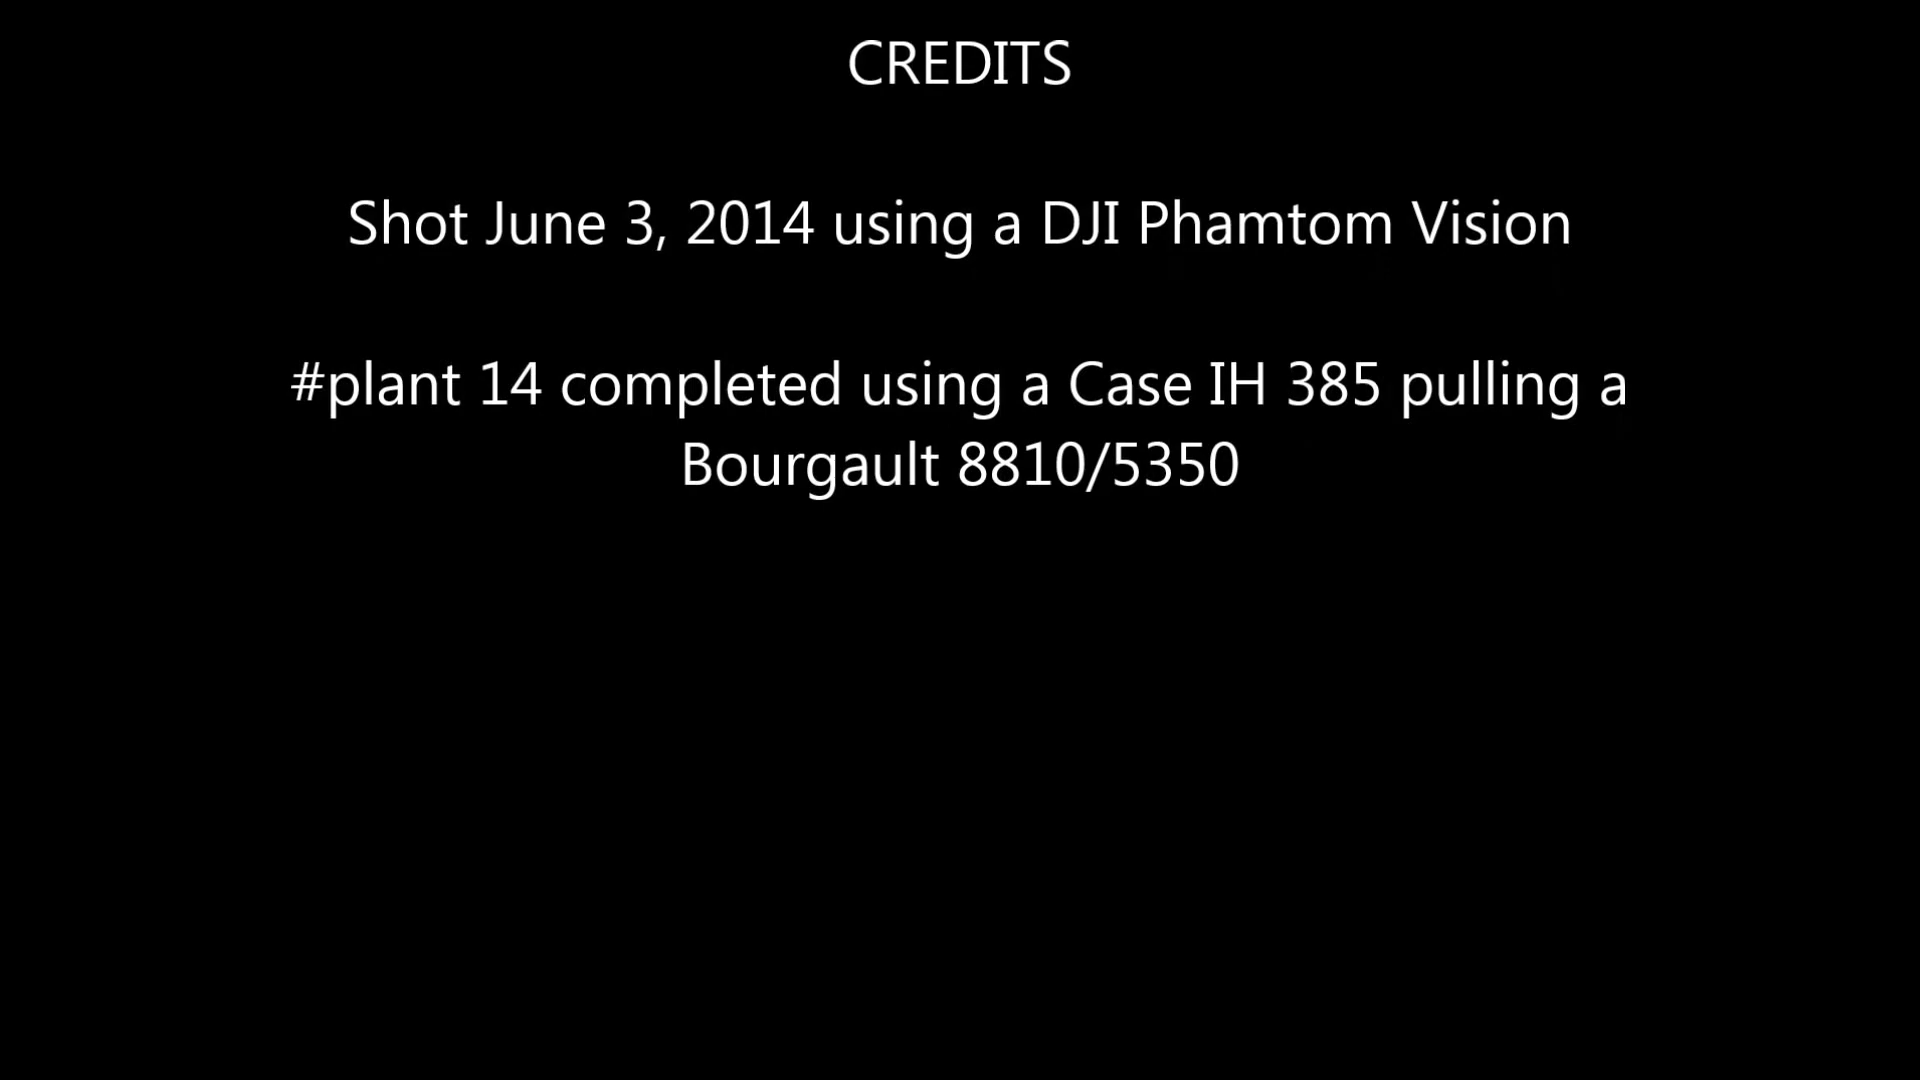 CREDITS
Shot June 3, 2014 using a DJI Phamtom Vision
#plant 14 completed using a Case IH 385 pulling a
Bourgault 8810/5350